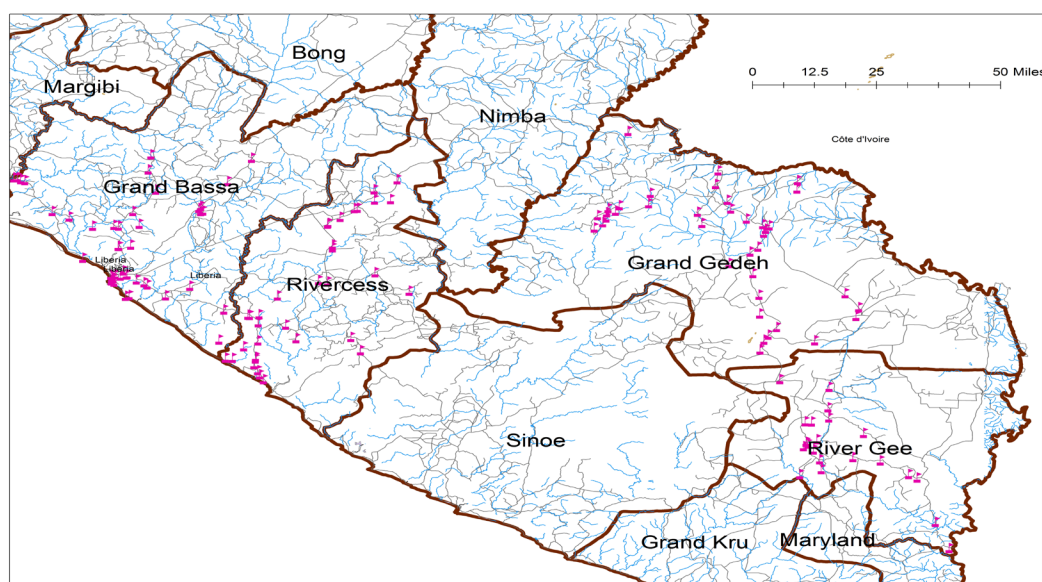 Bong
0 12.5 25 50 Miles
Margibi
Nimba
Côte d'Ivoire
Grand Bassa
Liberia
Liberia
Liberia
Grand Gedeh
Rivercess
Sinoe
River Gee
Grand Kru
Maryland